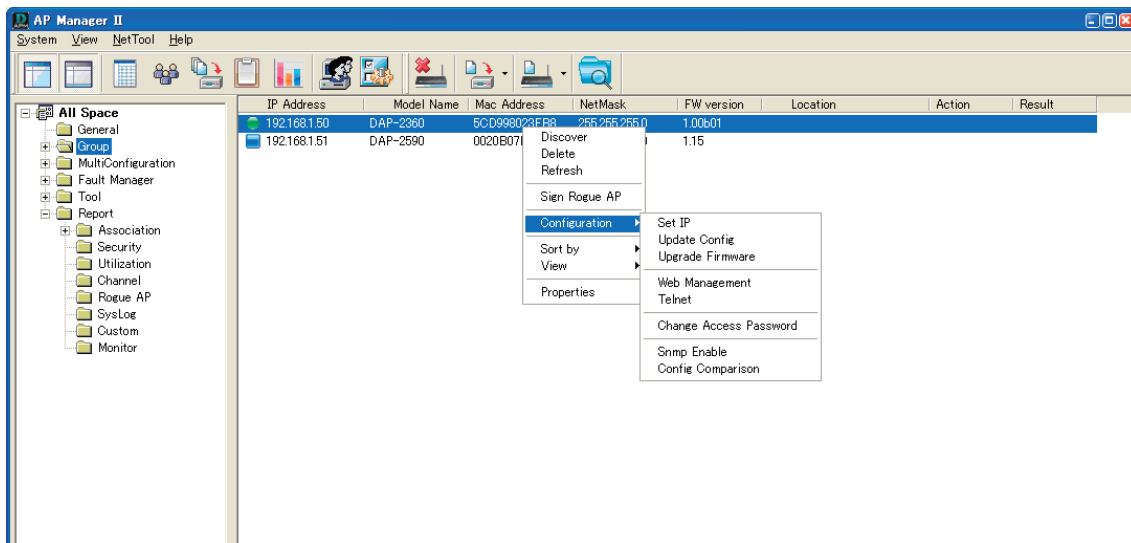 AP Manager II
System View NetTool Help
All Space
General
Group
MultiConfiguration
Fault Manager
Tool
Report
Association
Security
Utilization
Channel
Rogue AP
SysLog
Custom
Monitor
IP Address Model Name Mac Address NetMask FW version Location Action Result
192.168.1.50 DAP-2360 5CD998023EB8 255.255.255.0 1.00b01
192.168.1.51 DAP-2590 1.15
Discover
Delete
Refresh
Sign Rogue AP
Configuration
Sort by
View
Properties
Set IP
Update Config
Upgrade Firmware
Web Management
Telnet
Change Access Password
Snmp Enable
Config Comparison